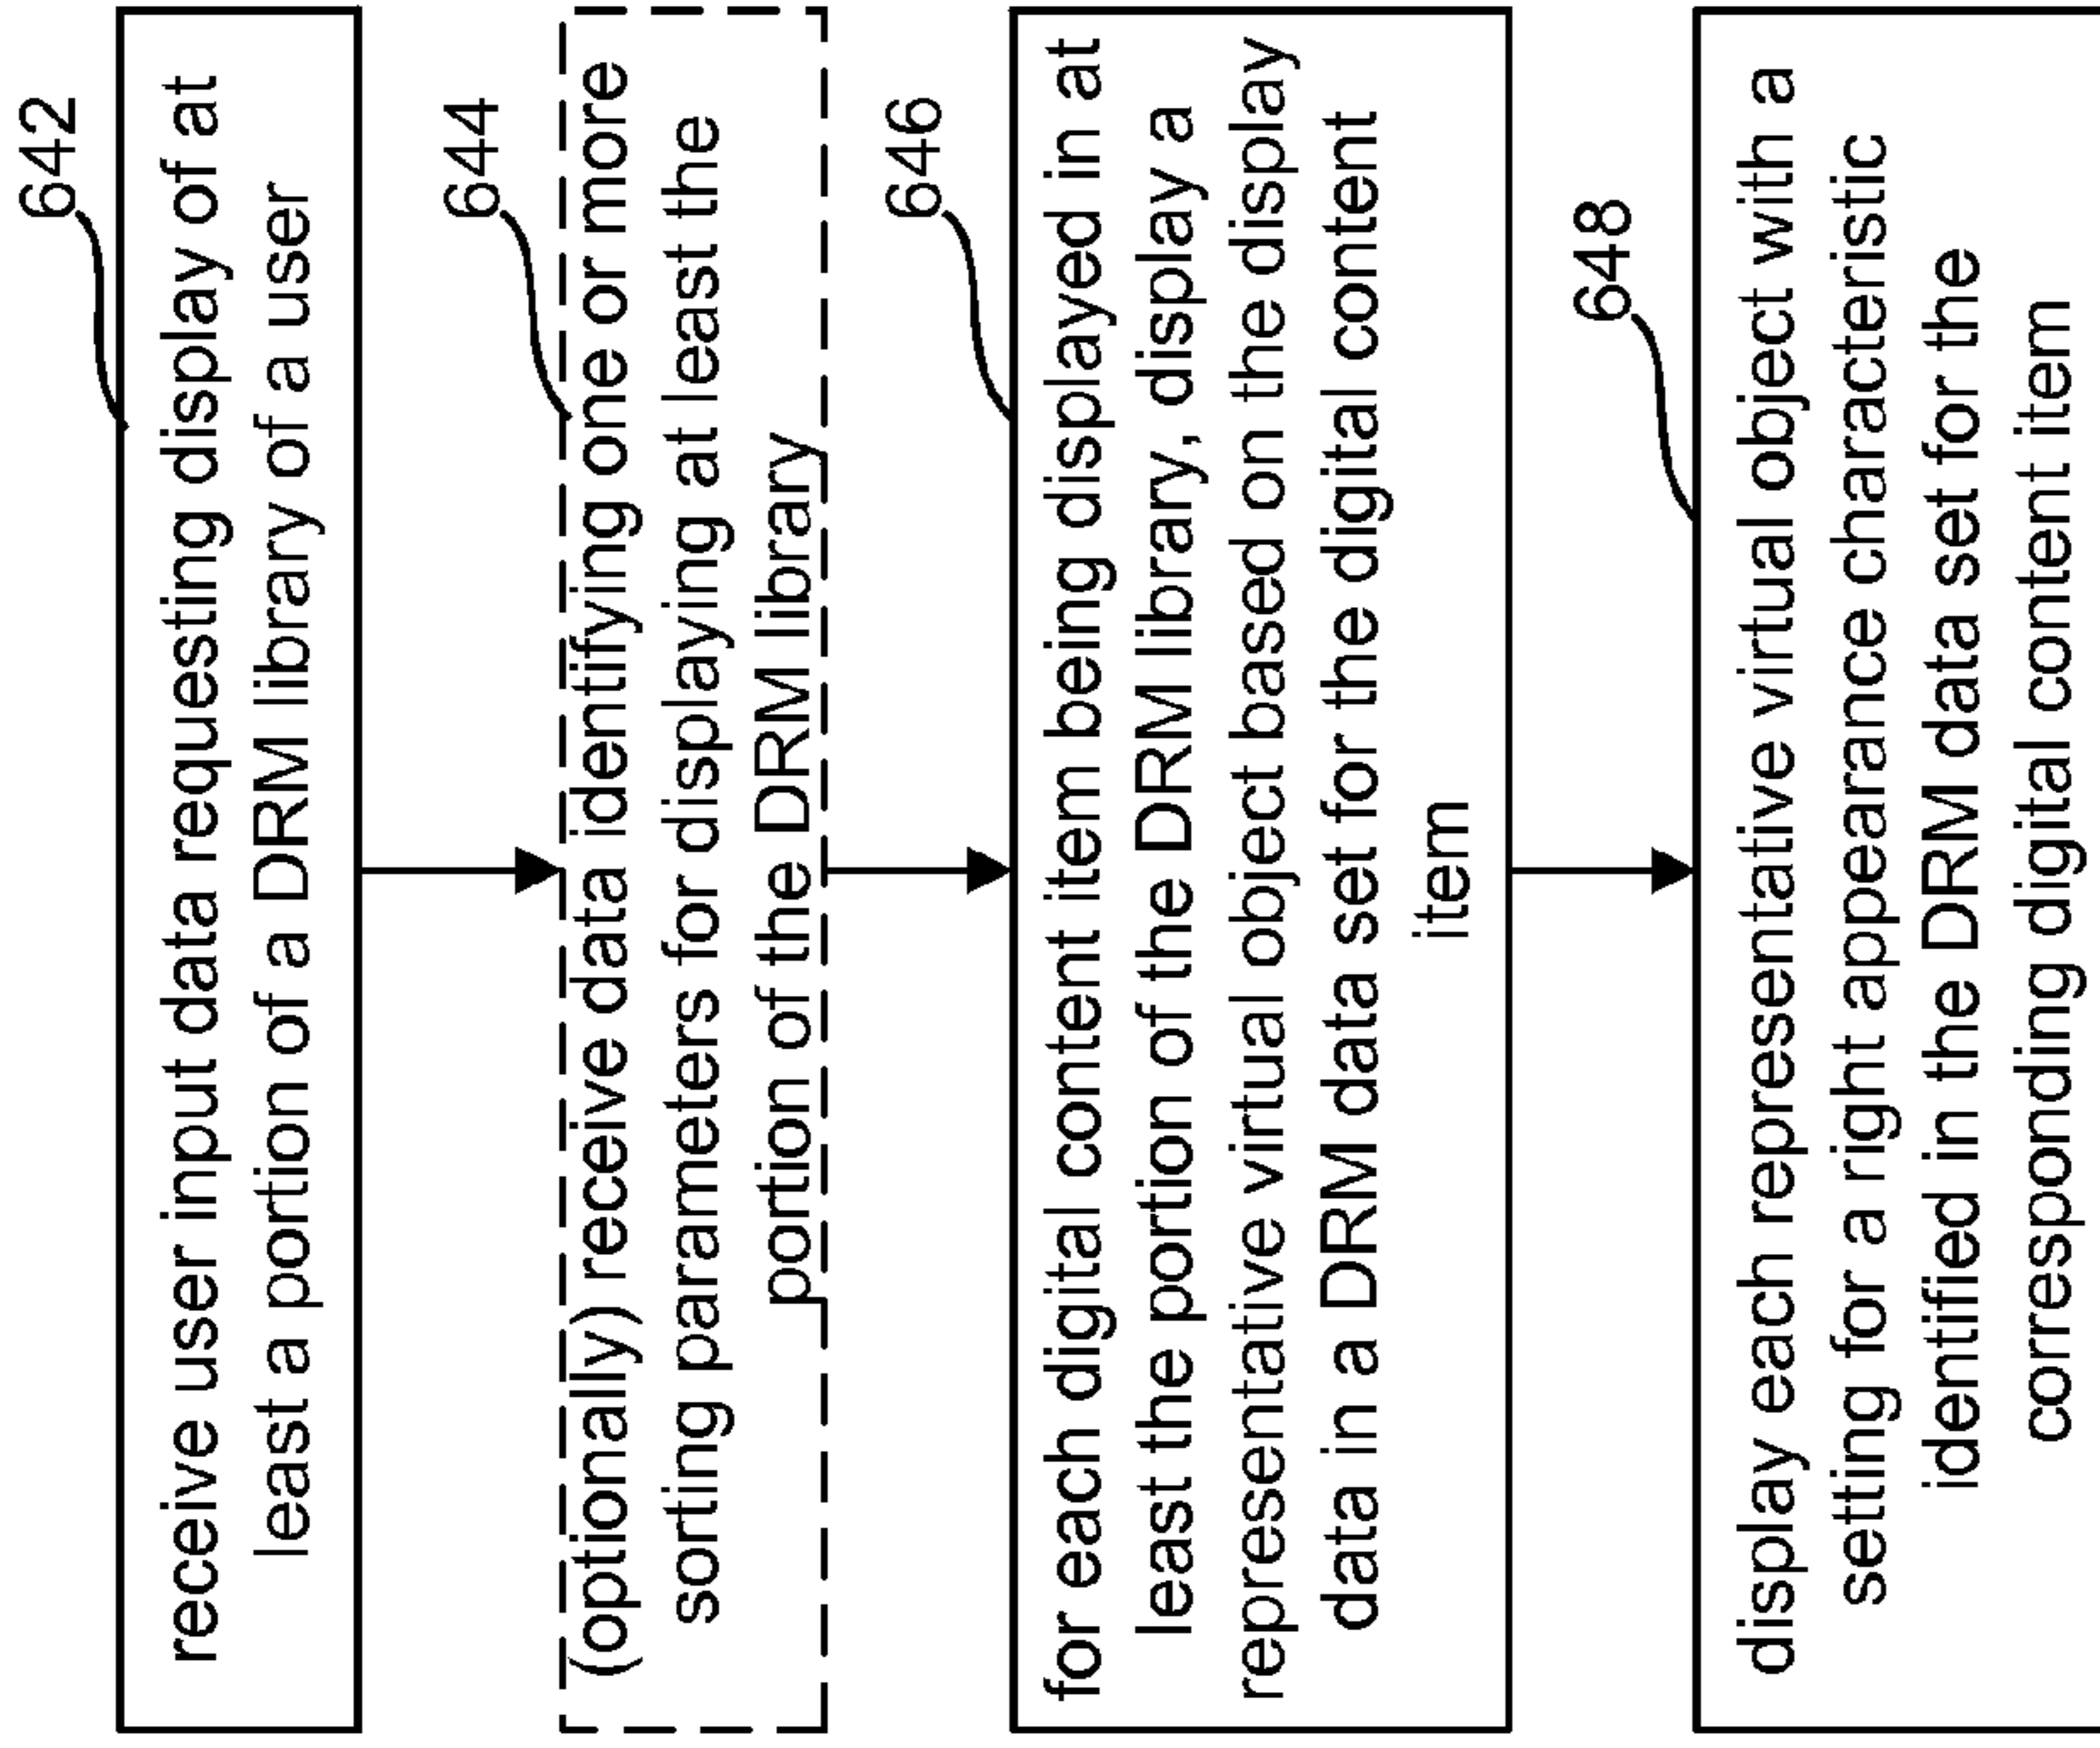 642
receive user input data requesting display of at
least a portion of a DRM library of a user
644
(optionally) receive data identifying one or more
sorting parameters for displaying at least the
portion of the DRM library
646
for each digital content item being displayed in at
least the portion of the DRM library, display a
representative virtual object based on the display
data in a DRM data set for the digital content
item
648
display each representative virtual object with a
setting for a right appearance characteristic
identified in the DRM data set for the
corresponding digital content item